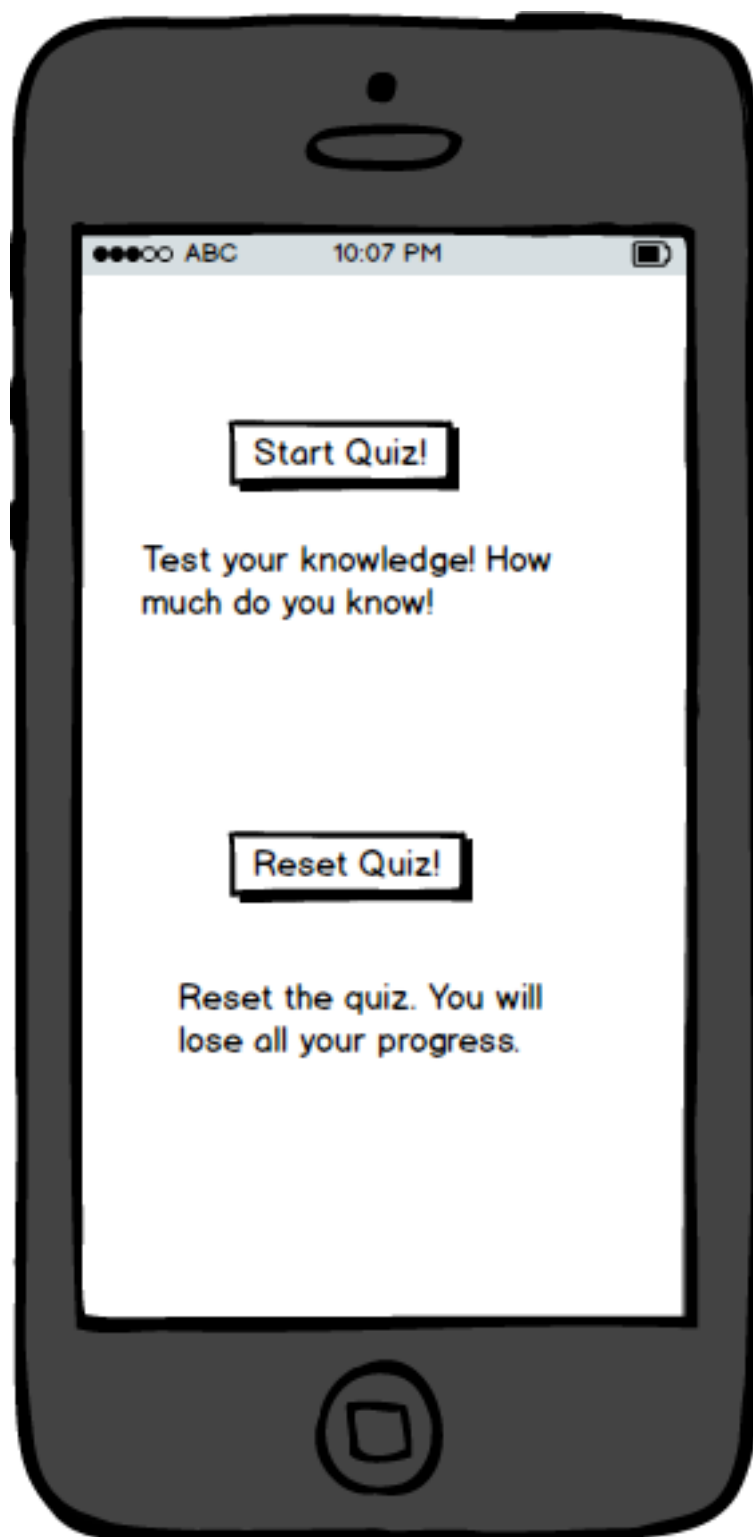 ABC 10:07 PM
Start Quiz!
Test your knowledge! How
much do you know!
Reset Quiz!
Reset the quiz. You will
lose all your progress.